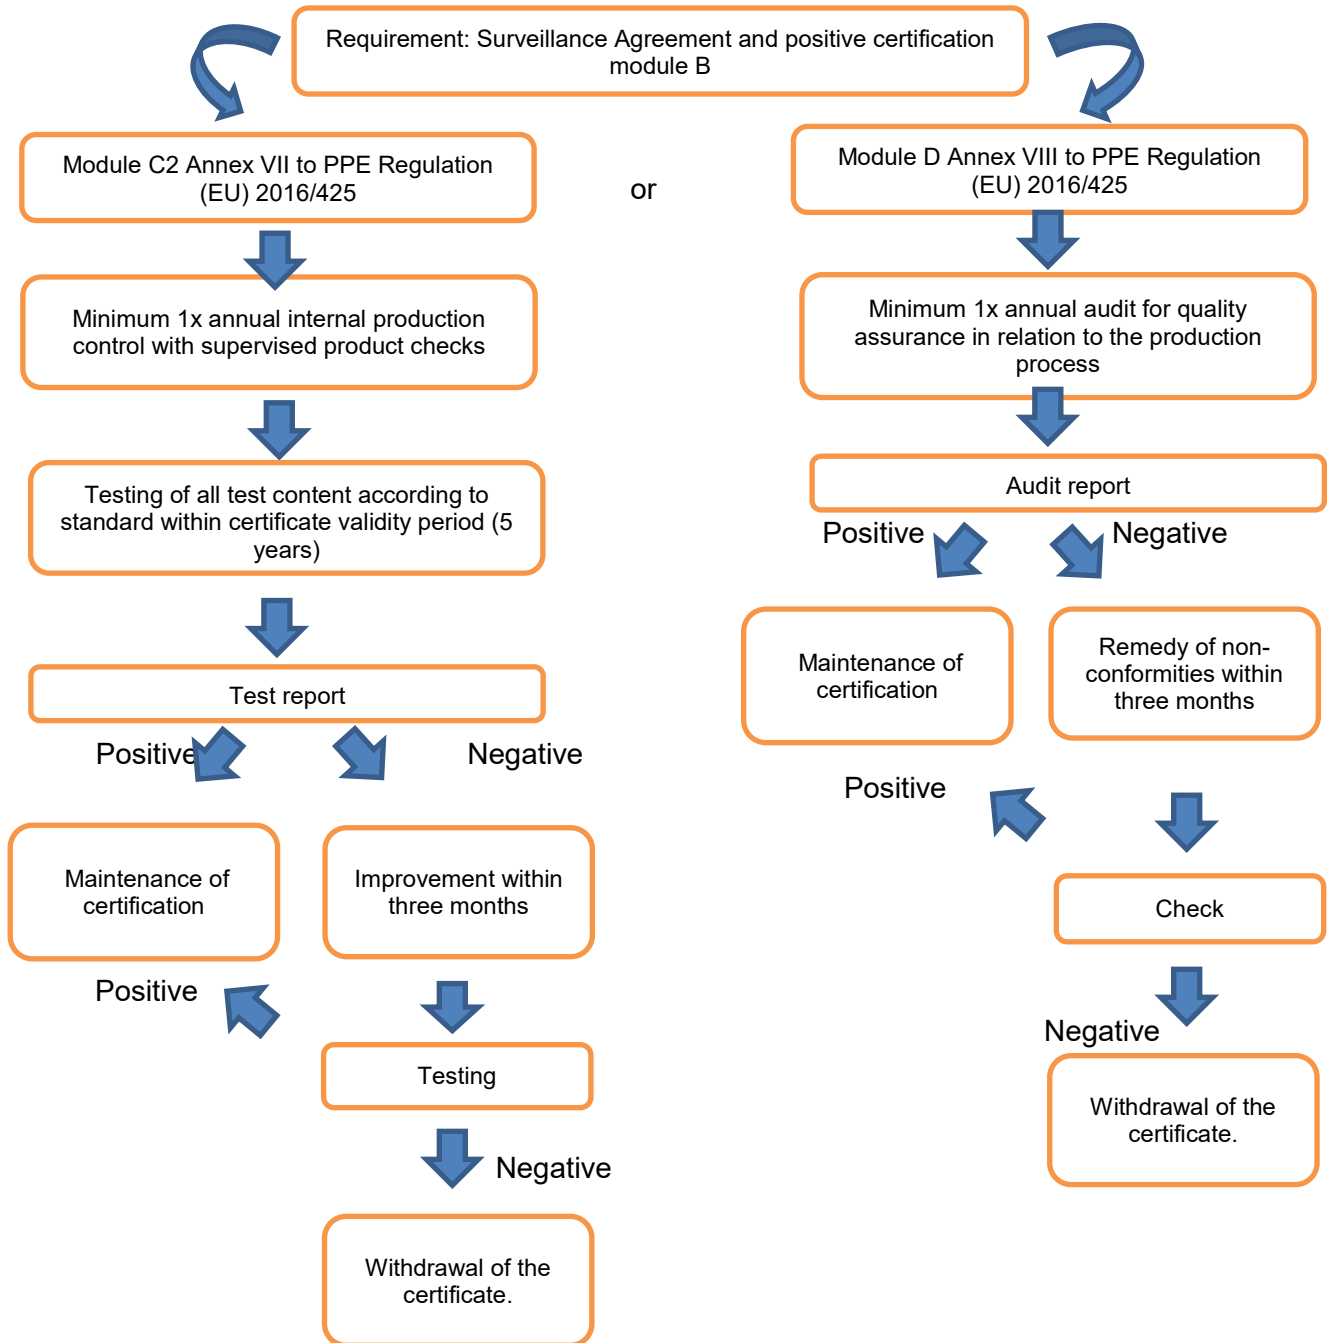 Requirement: Surveillance Agreement and positive certification
module B
Module C2 Annex VII to PPE Regulation
(EU) 2016/425
or
Module D Annex VIII to PPE Regulation
(EU) 2016/425
Minimum 1x annual internal production
control with supervised product checks
Minimum 1x annual audit for quality
assurance in relation to the production
process
Testing of all test content according to
standard within certificate validity period (5
years)
Audit report
Positive
Negative
Maintenance of
certification
Remedy of non-
conformities within
three months
Test report
Positive
Negative
Positive
Maintenance of
certification
Improvement within
three months
Check
Positive
Negative
Testing
Withdrawal of the
certificate.
Negative
Withdrawal of the
certificate.